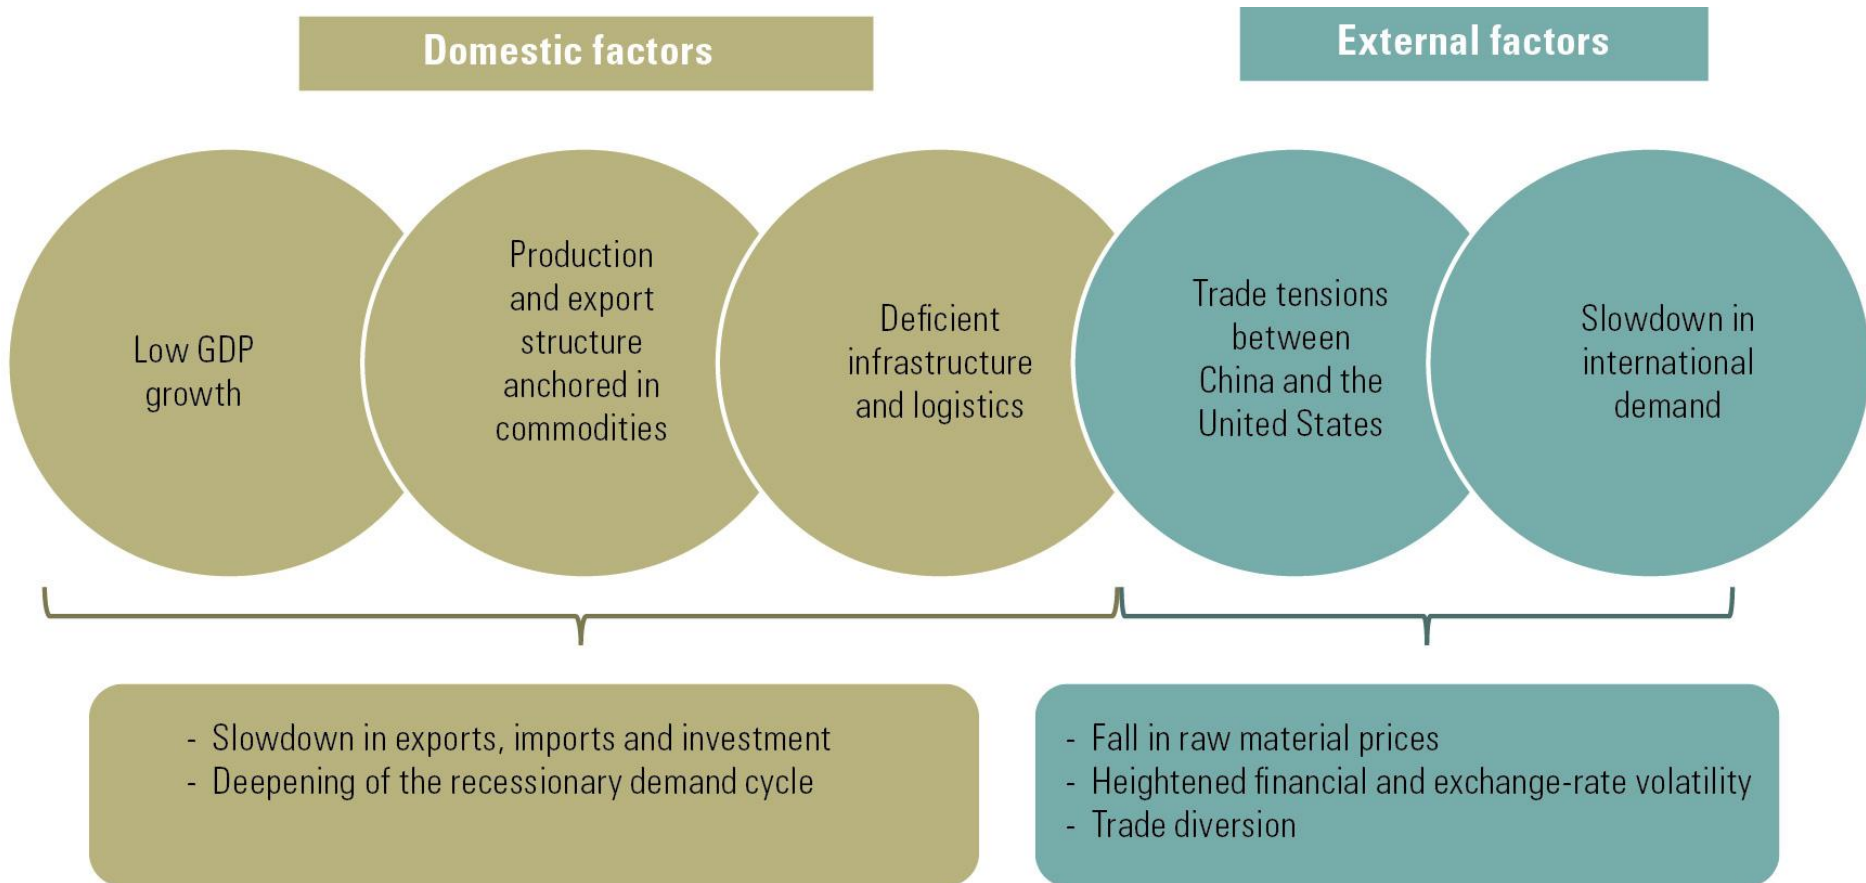 Domestic factors
External factors
Low GDP
growth
Production
and export
structure
anchored in
commodities
Deficient
infrastructure
and logistics
Trade tensions
between
China and the
United States
Slowdown in
international
demand
- Slowdown in exports, imports and investment
- Deepening of the recessionary demand cycle
- Fall in raw material prices
- Heightened financial and exchange-rate volatility
- Trade diversion